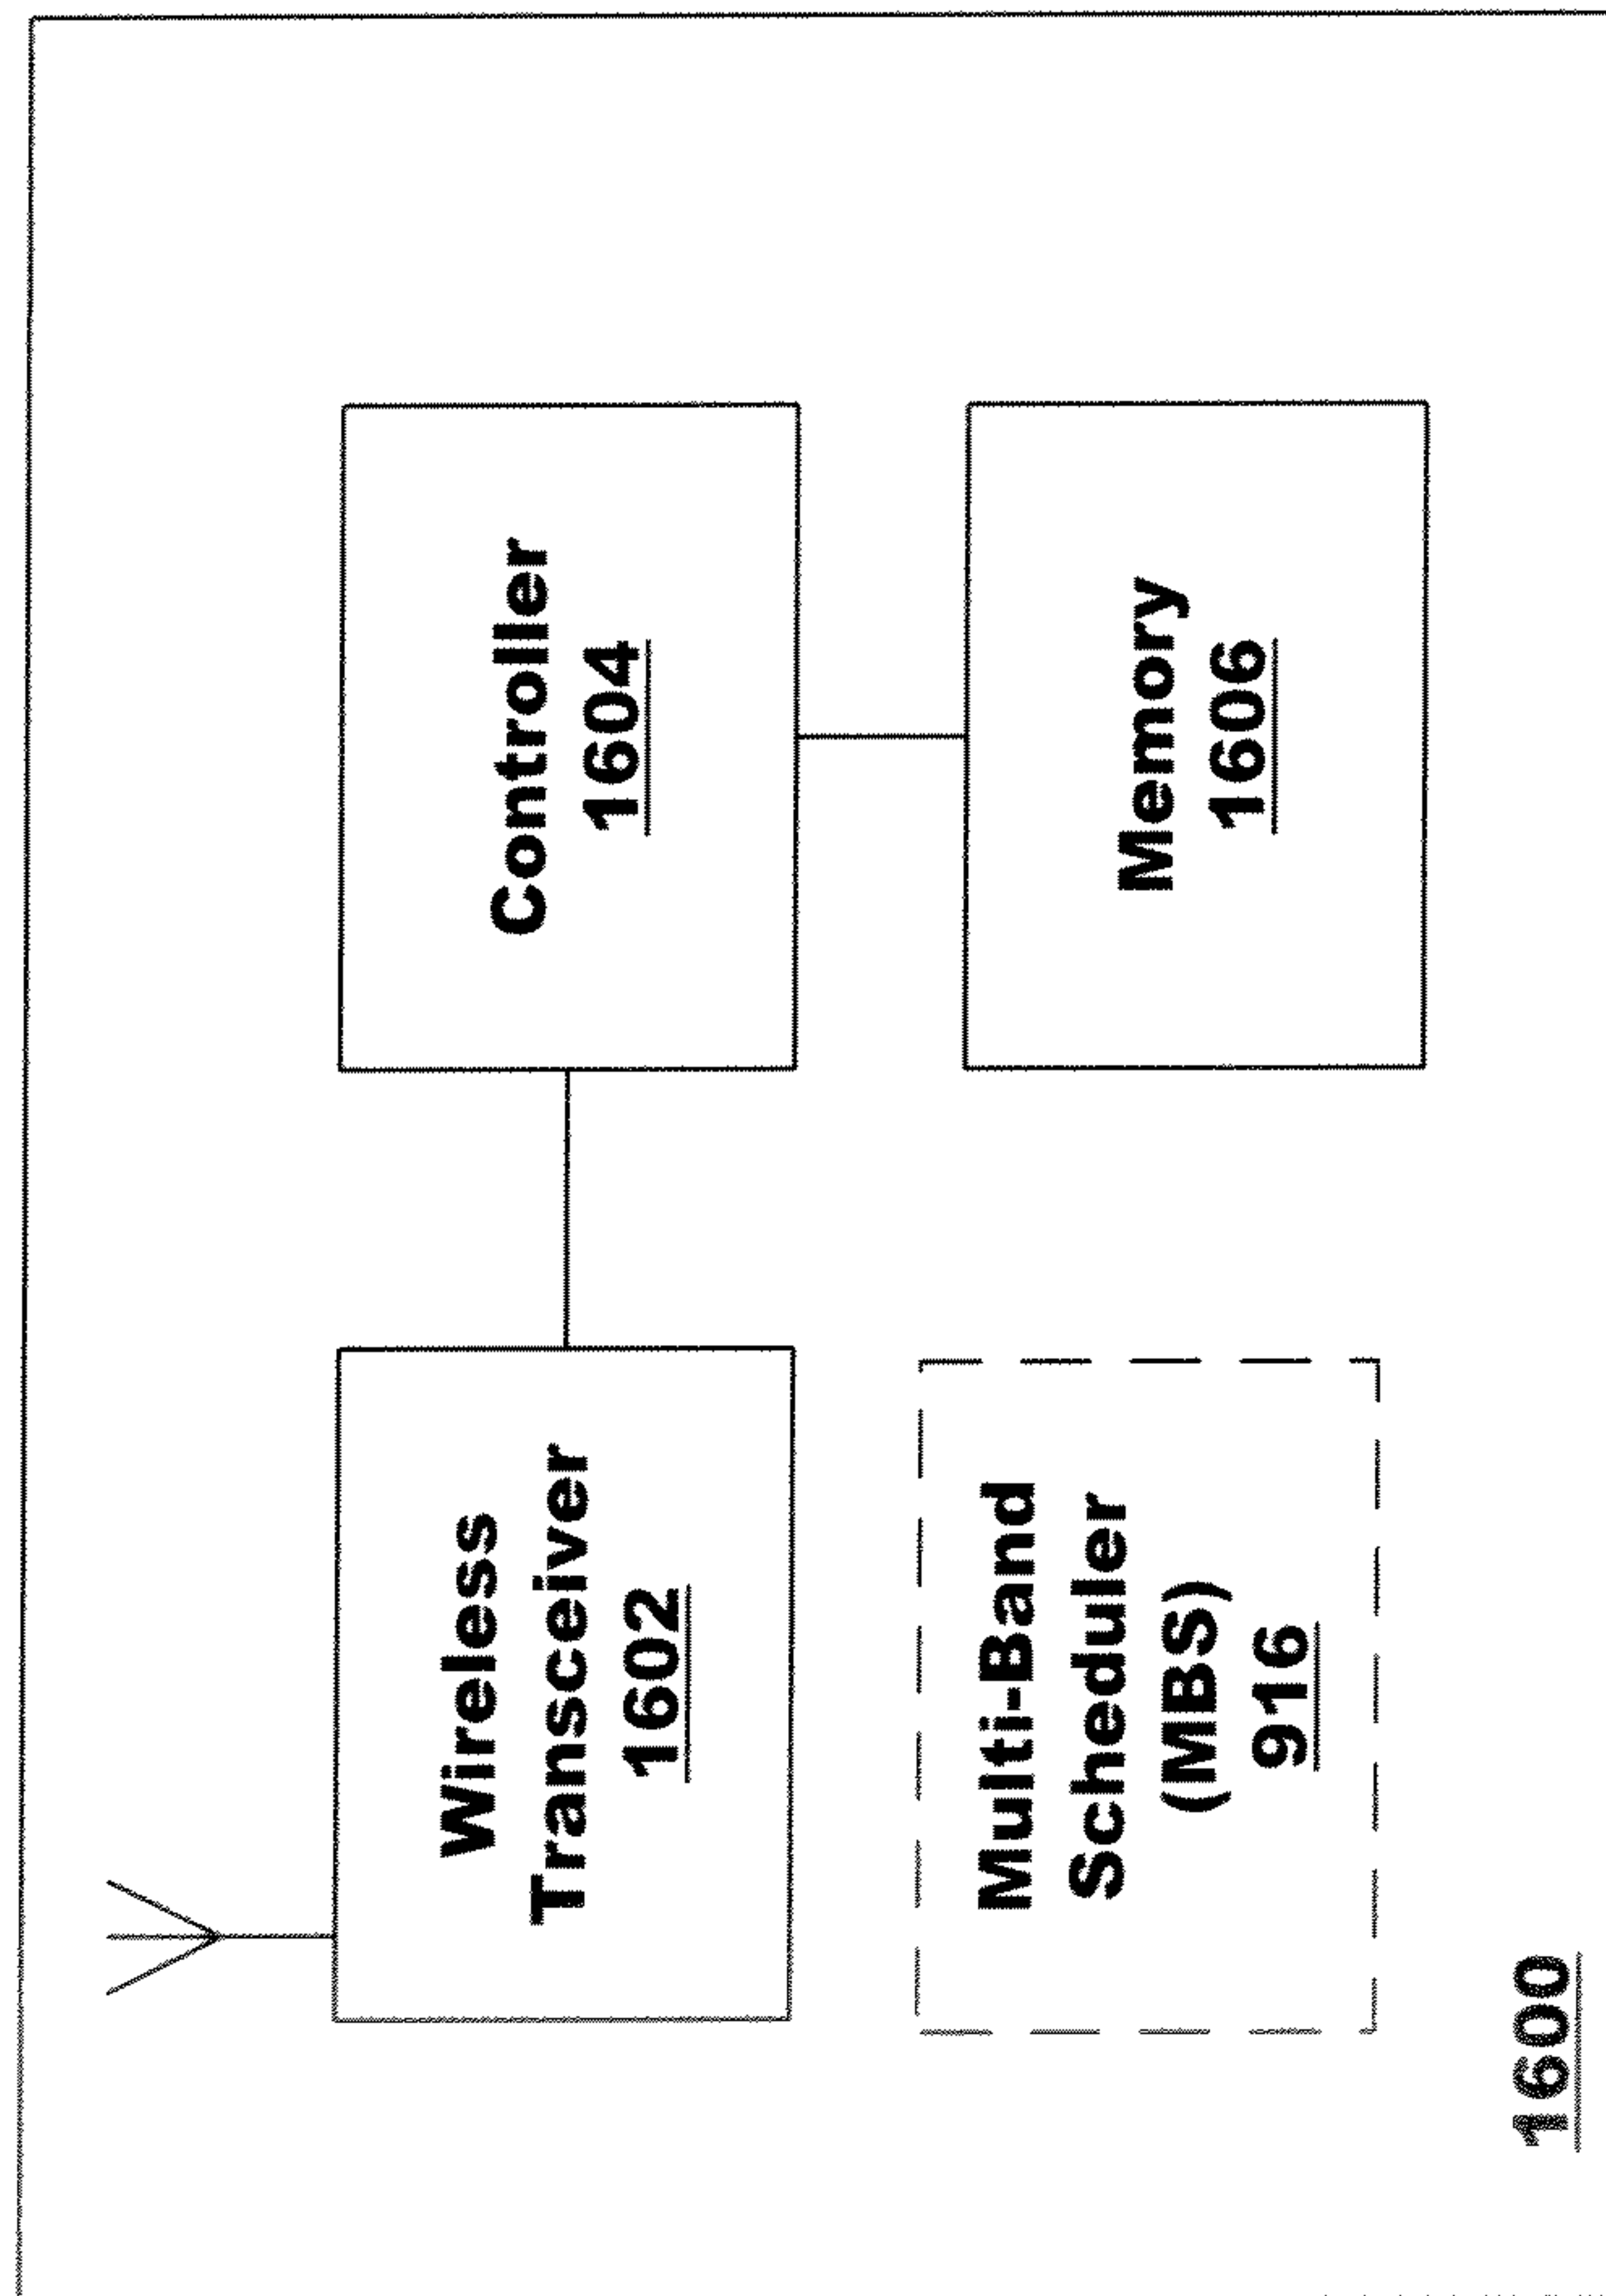 Wireless
Transceiver
1602
Controller
1604
Multi-Band
Scheduler
(MBS)
916
Memory
1606
1600